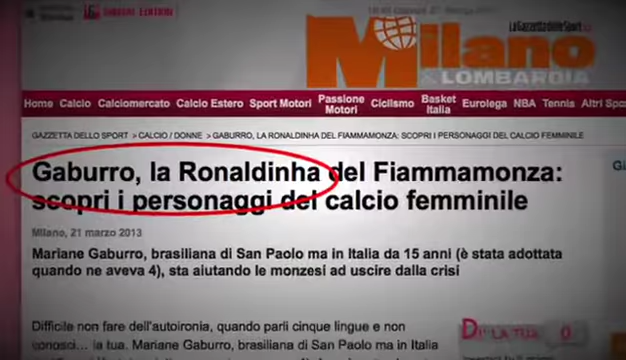 Milano
& LOMBARDIA
Home Calcio Calciomercato Calcio Estero Sport Motori Passione Motori Ciclismo Basket Italia Eurolega NBA Tennis Altri Spo
GAZZETTA DELLO SPORT > CALCIO / DONNE > GABURRO, LA RONALDINHA DEL FIAMMAMONZA: SCOPRI I PERSONAGGI DEL CALCIO FEMMINILE
Gaburro, la Ronaldinha del Fiammamonza:
scopri i personaggi del calcio femminile
Milano, 21 marzo 2013
Mariane Gaburro, brasiliana di San Paolo ma in Italia da 15 anni (è stata adottata
quando ne aveva 4), sta aiutando le monzesi ad uscire dalla crisi
Difficile non fare dell'autoironia, quando parli cinque lingue e non
conosci... la tua. Mariane Gaburro, brasiliana di San Paolo ma in Italia
DI' LA TUA 0